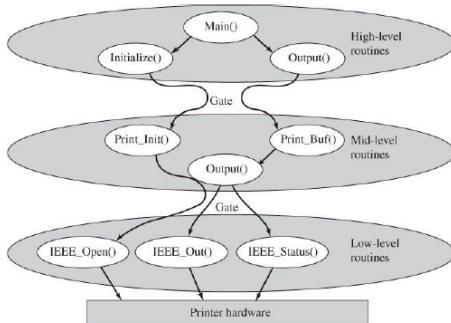 Main()
High-level
routines
Initialize()
Output()
Gate
Print_Init()
Print_Buf()
Mid-level
routines
Output()
Gate
Low-level
routines
IEEE_Open()
IEEE_Out()
IEEE_Status()
Printer hardware